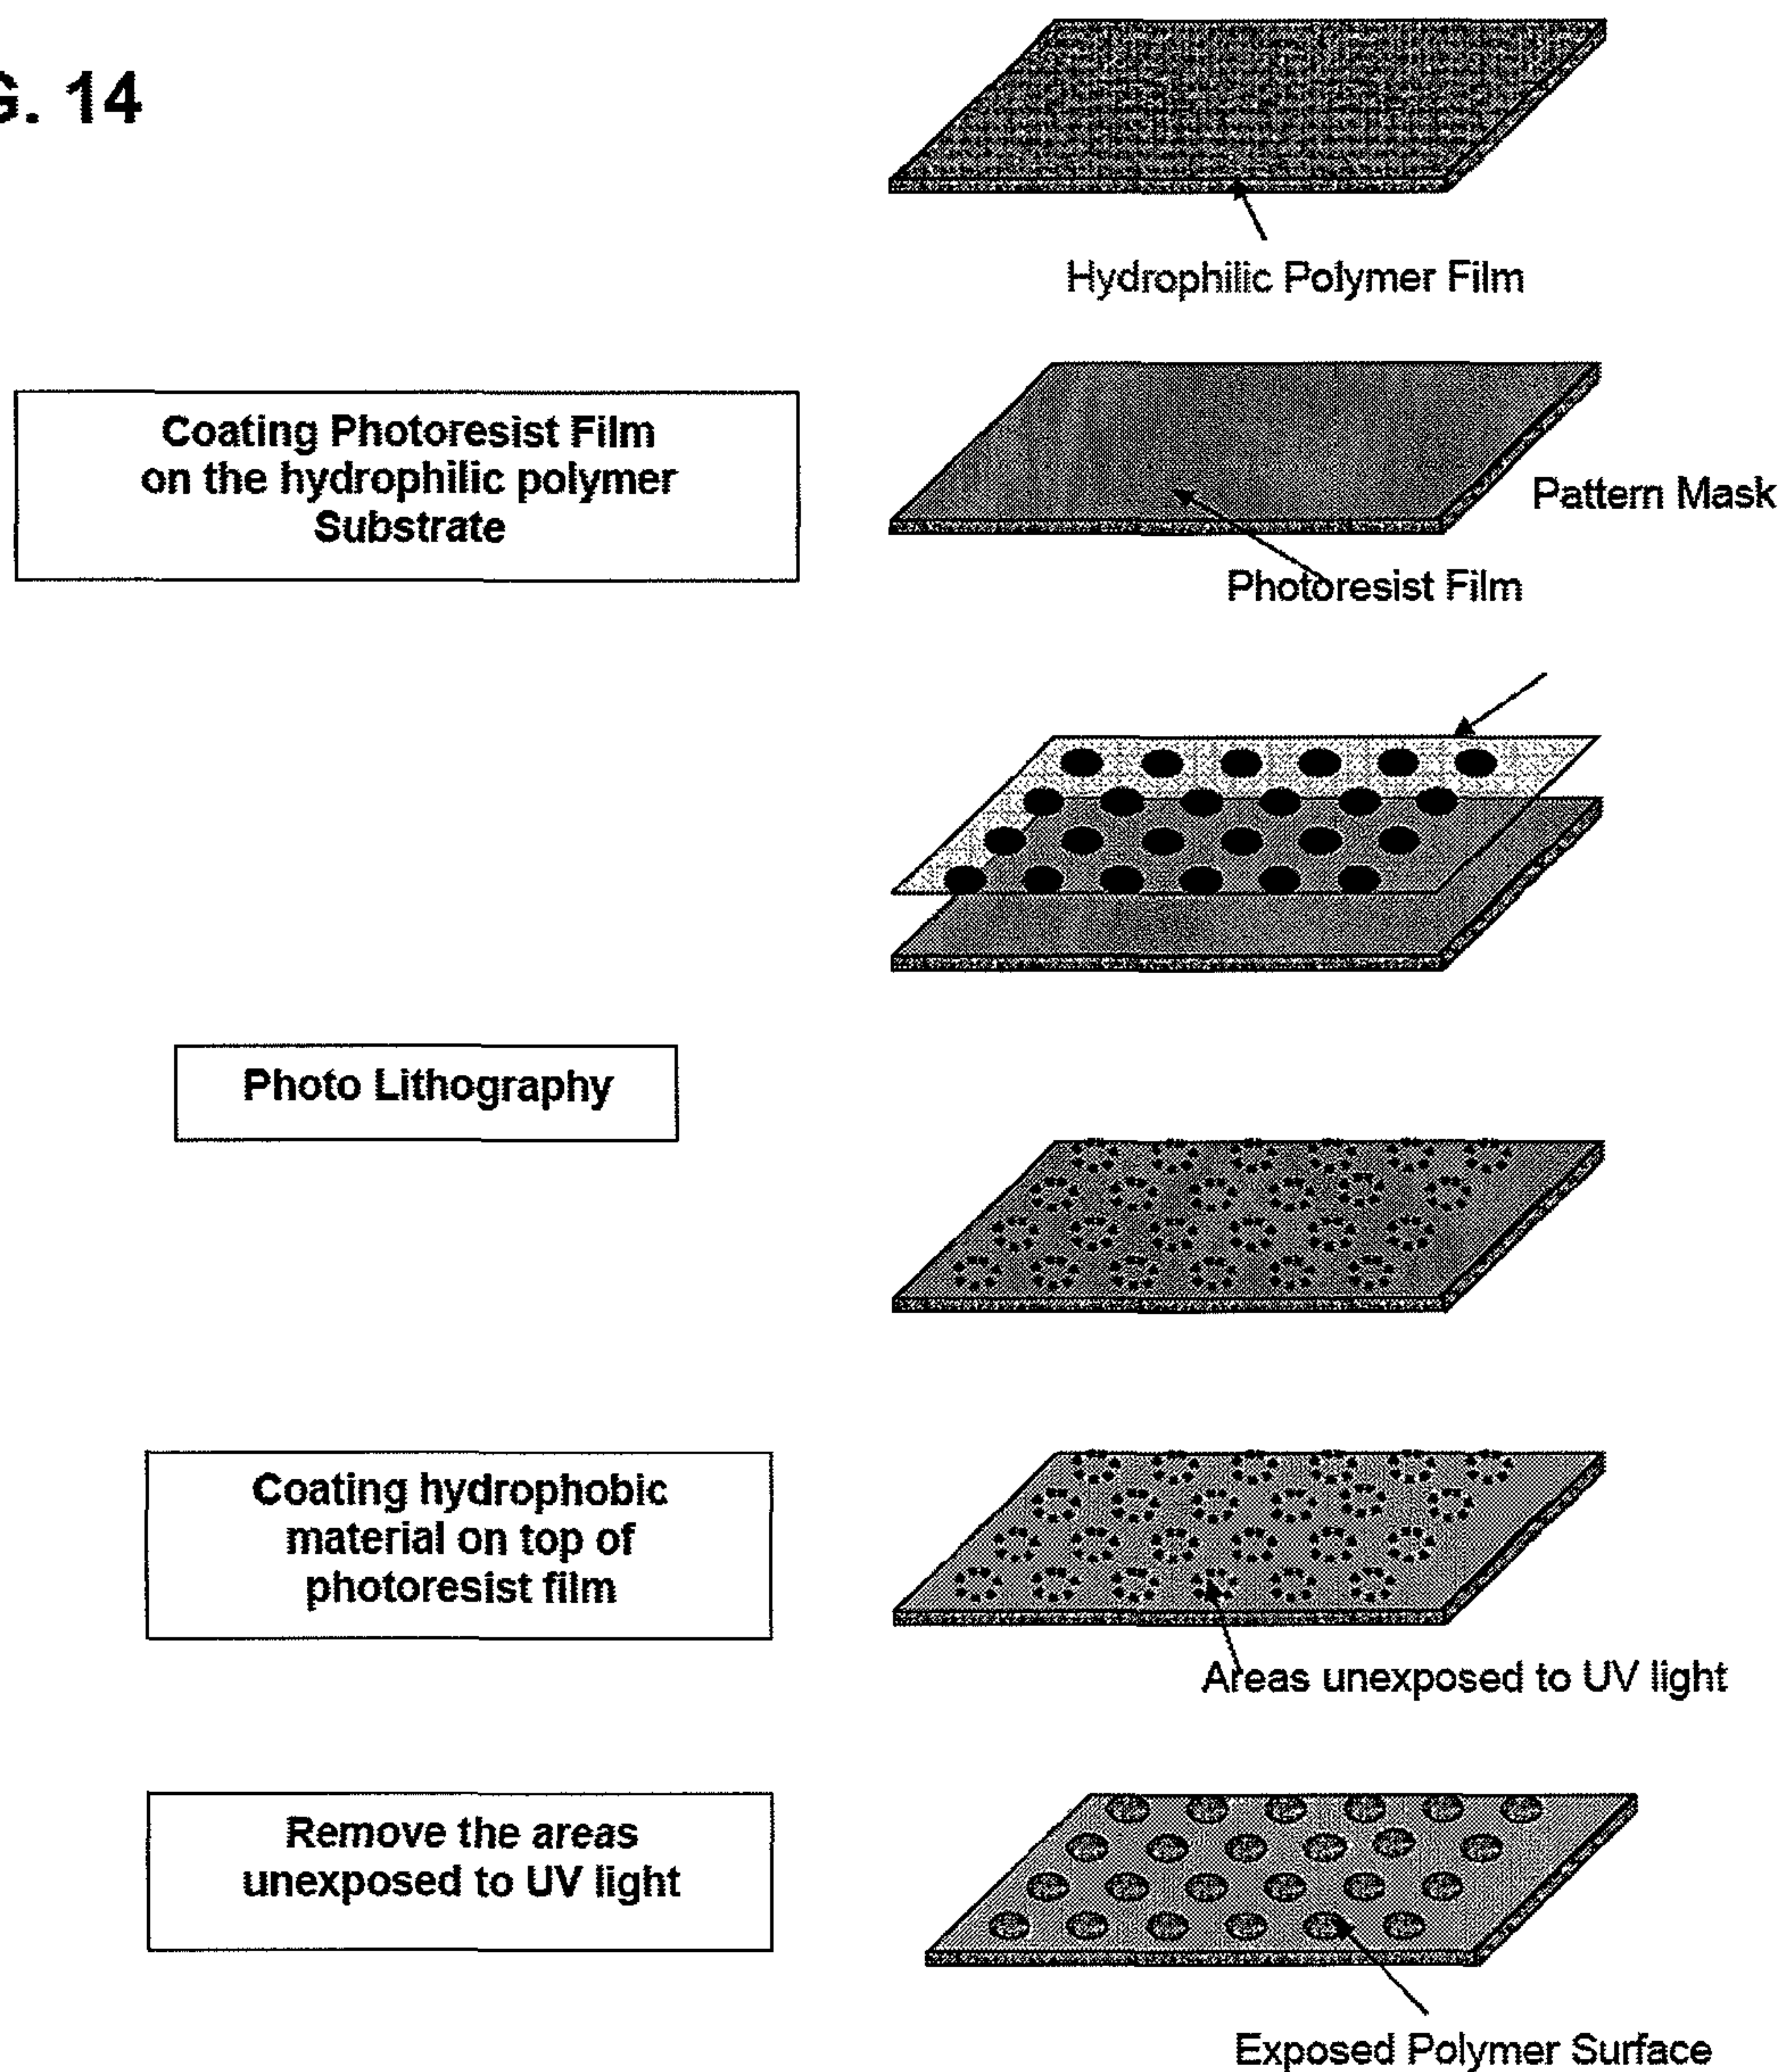 G. 14
Hydrophilic Polymer Film
Coating Photoresist Film
on the hydrophilic polymer
Substrate
Pattern Mask
Photoresist Film
Photo Lithography
Coating hydrophobic
material on top of
photoresist film
Areas unexposed to UV light
Remove the areas
unexposed to UV light
Exposed Polymer Surface